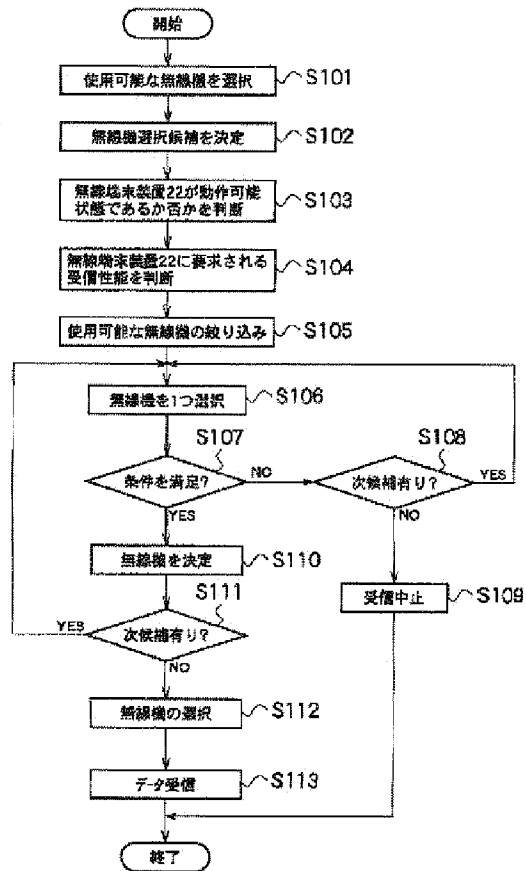 開始
使用可能な無線機を選択
S101
無線機選択候補を決定
S102
無線端末装置22が動作可能
状態であるか否かを判断
S103
無線端末装置22に要求される
受信性能を判断
S104
使用可能な無線機の絞り込み
S105
無線機を1つ選択
S106
S107
S108
条件を満足?
NO
次候補有り?
YES
YES
NO
無線機を決定
S110
受信中止
S109
S111
YES
次候補有り?
NO
無線機の選択
S112
データ受信
S113
終了